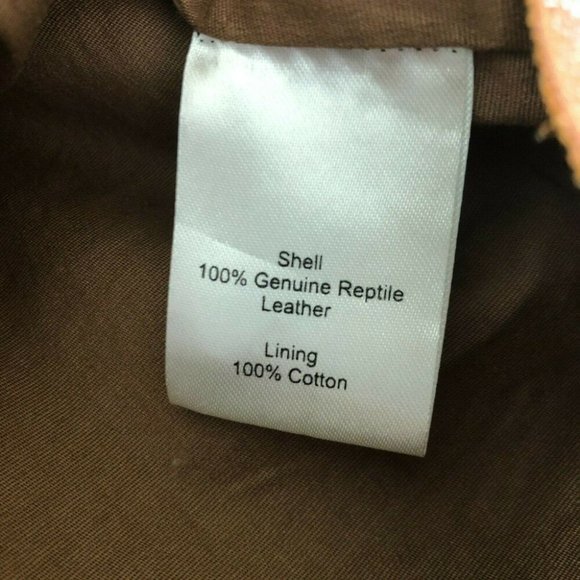 Shell
100% Genuine Reptile
Leather
Lining
100% Cotton